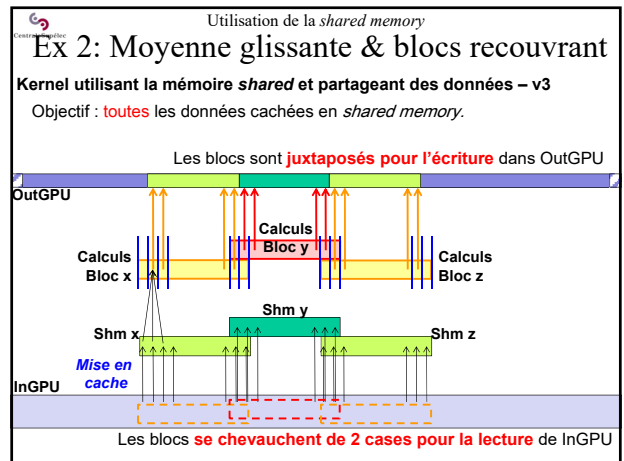 CentraleSupélec
Utilisation de la shared memory
Ex 2: Moyenne glissante & blocs recouvrant
Kernel utilisant la mémoire shared et partageant des données – v3
Objectif : toutes les données cachées en shared memory.
Les blocs sont juxtaposés pour l'écriture dans OutGPU
OutGPU
Calculs
Bloc y
Calculs
Bloc x
Calculs
Bloc z
Shm y
Shm x
Shm z
Mise en
cache
InGPU
Les blocs se chevauchent de 2 cases pour la lecture de InGPU